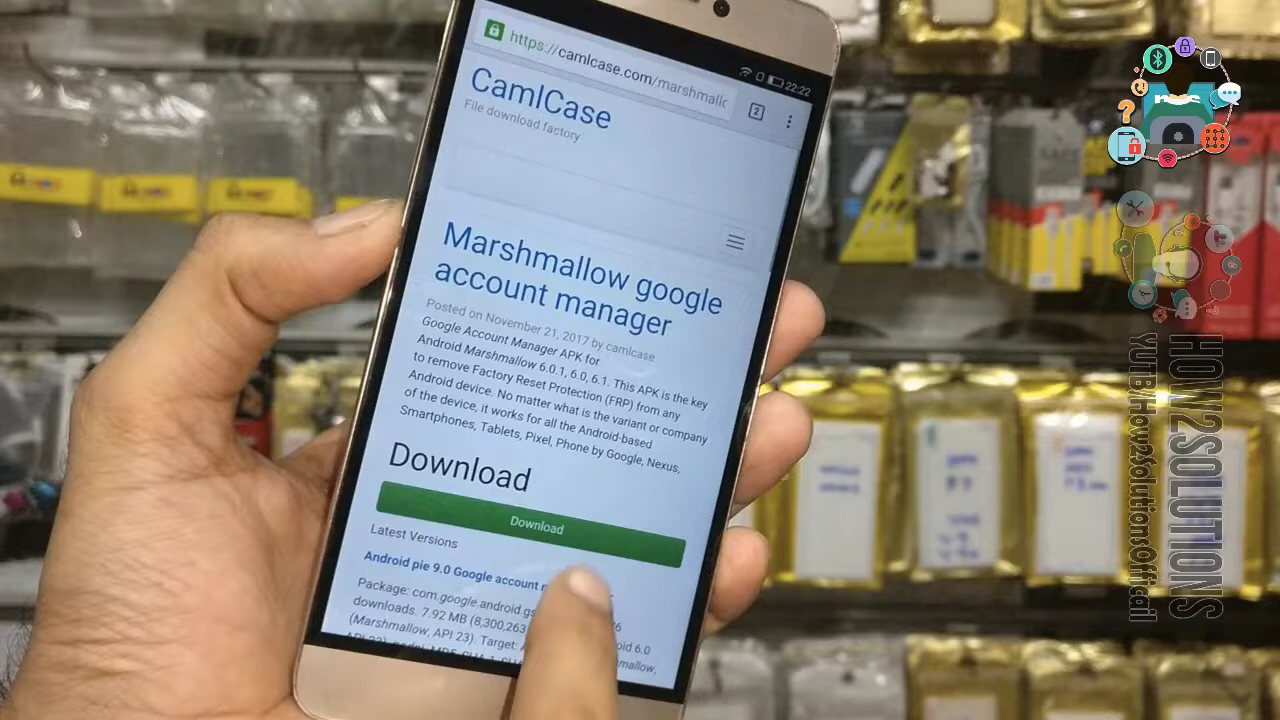 22:22
https://camlcase.com/marshmallo
2
CamlCase
File download factory
Marshmallow google
account manager
Posted on November 21, 2017 by camlcase
Google Account Manager APK for
Android Marshmallow 6.0.1, 6.0, 6.1. This APK is the key
to remove Factory Reset Protection (FRP) from any
Android device. No matter what is the variant or company
of the device, it works for all the Android-based
Smartphones, Tablets, Pixel, Phone by Google, Nexus,
Download
Download
Latest Versions
Android pie 9.0 Google account
Package: com.google.android.gs
downloads. 7.92 MB (8,300,263
(Marshmallow, API 23). Target:
HOW2SOLUTIONS
YUTB/How2SolutionsOfficail